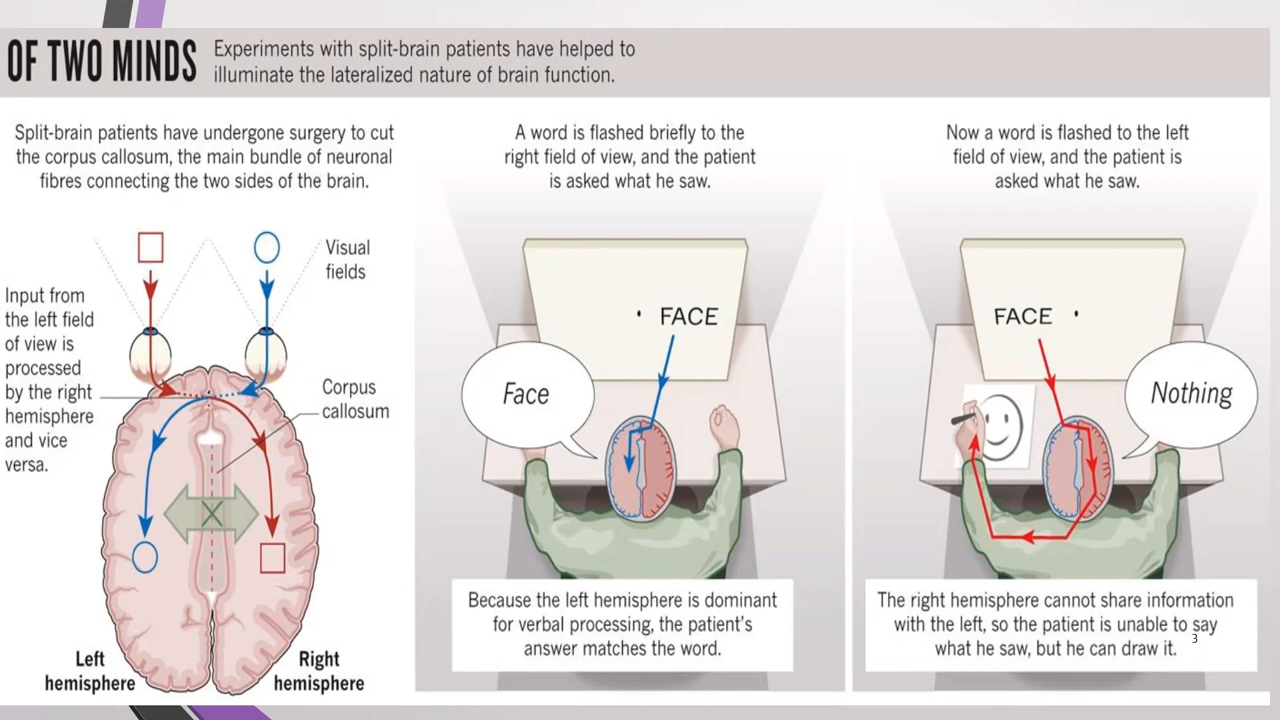 OF TWO MINDS
Experiments with split-brain patients have helped to
illuminate the lateralized nature of brain function.
Split-brain patients have undergone surgery to cut
the corpus callosum, the main bundle of neuronal
fibres connecting the two sides of the brain.
Visual
fields
Input from
the left field
of view is
processed
by the right
hemisphere
and vice
versa.
Corpus
callosum
Left
hemisphere
Right
hemisphere
A word is flashed briefly to the
right field of view, and the patient
is asked what he saw.
FACE
Face
Because the left hemisphere is dominant
for verbal processing, the patient’s
answer matches the word.
Now a word is flashed to the left
field of view, and the patient is
asked what he saw.
FACE
Nothing
The right hemisphere cannot share information
with the left, so the patient is unable to say
what he saw, but he can draw it.
3